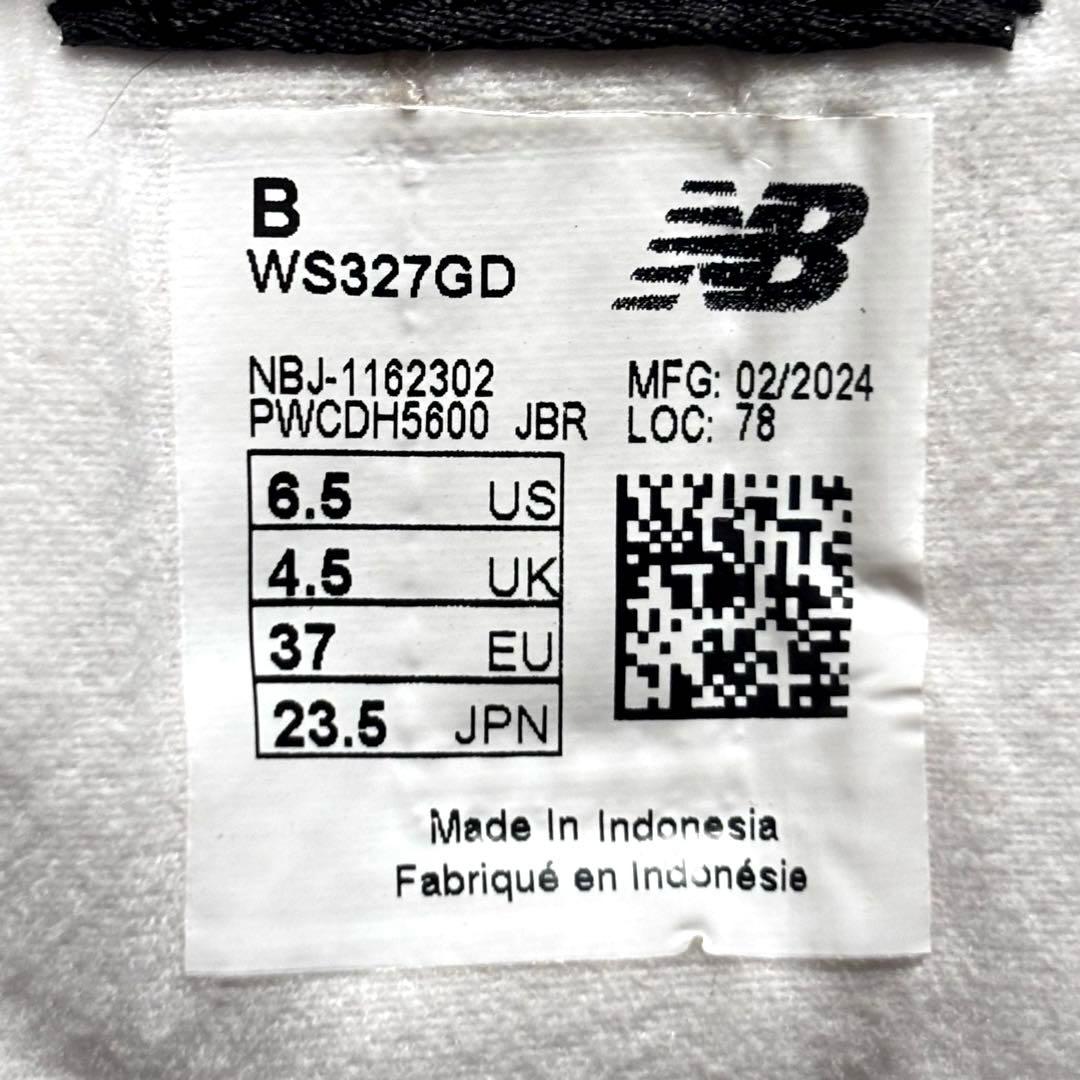 B
WS327GD
NB
NBJ-1162302
PWCDH5600 JBR
MFG: 02/2024
LOC: 78
6.5 US
4.5 UK
37 EU
23.5 JPN
Made In Indonesia
Fabriqué en Indonésie